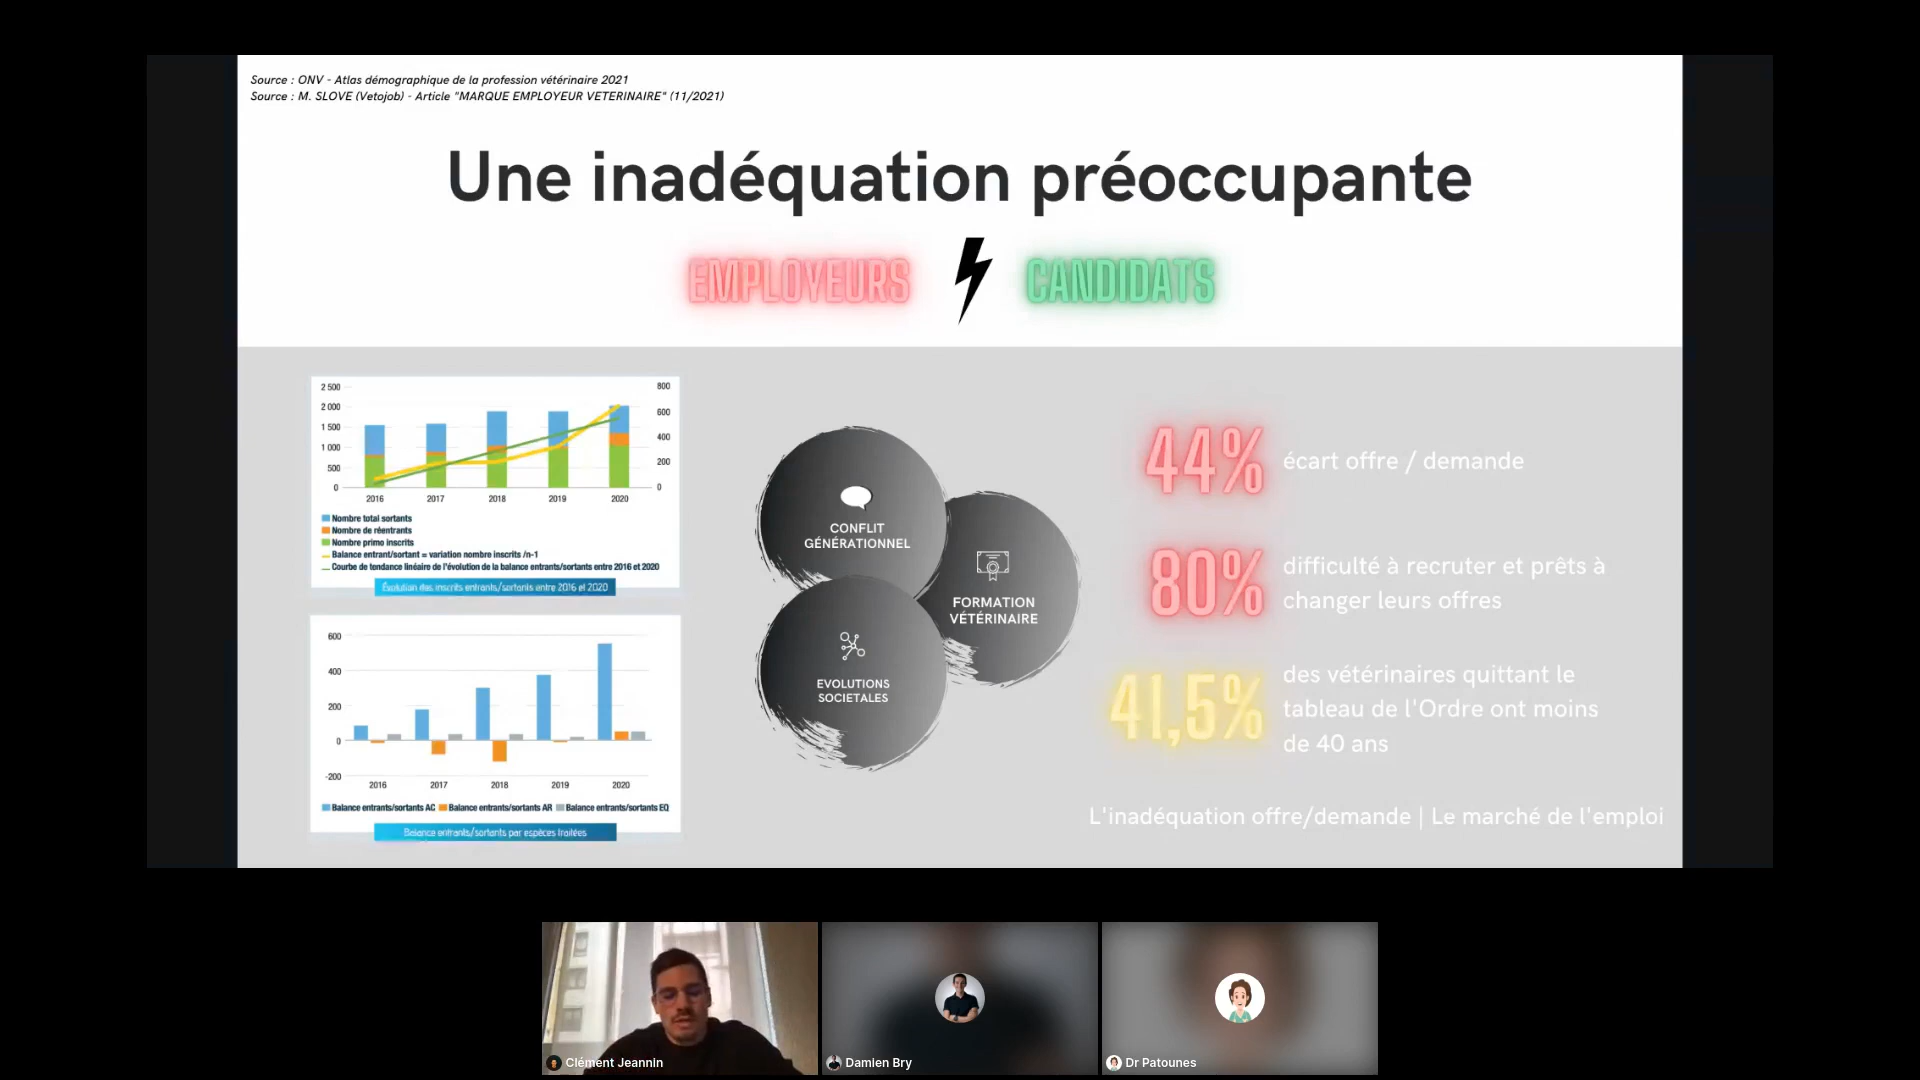 Source : ONV - Atlas démographique de la profession vétérinaire 2021
Source : M. SLOVE (Vetojob) - Article "MARQUE EMPLOYEUR VETERINAIRE" (11/2021)
Une inadéquation préoccupante
EMPLOYEURS
CANDIDATS
2 500
2 000
1 500
1 000
500
0
800
600
400
200
0
2016 2017 2018 2019 2020
Nombre total sortants
Nombre de réentrants
Nombre primo inscrits
Balance entrant/sortant = variation nombre inscrits /n-1
Courbe de tendance linéaire de l'évolution de la balance entrants/sortants entre 2016 et 2020
Évolution des inscrits entrants/sortants entre 2016 et 2020
600
400
200
0
-200
2016 2017 2018 2019 2020
Balance entrants/sortants AC Balance entrants/sortants AR Balance entrants/sortants EQ
Balance entrants/sortants par espèces traitées
CONFLIT
GÉNÉRATIONNEL
FORMATION
VÉTÉRINAIRE
EVOLUTIONS
SOCIETALES
44% écart offre / demande
80% difficulté à recruter et prêts à
changer leurs offres
41,5% des vétérinaires quittant le
tableau de l'Ordre ont moins
de 40 ans
L'inadéquation offre/demande | Le marché de l'emploi
Clément Jeannin
Damien Bry
Dr Patounes